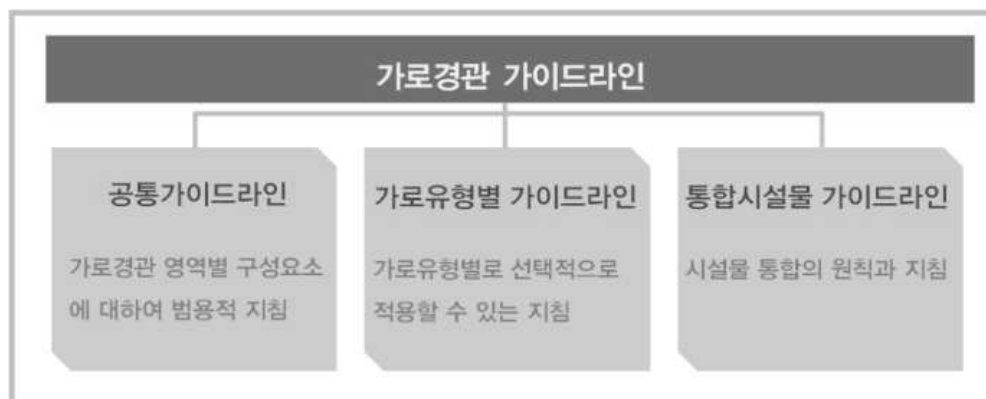 가로경관 가이드라인
공통가이드라인
가로경관 영역별 구성요소
에 대하여 범용적 지침
가로유형별 가이드라인
가로유형별로 선택적으로
적용할 수 있는 지침
통합시설물 가이드라인
시설물 통합의 원칙과 지침